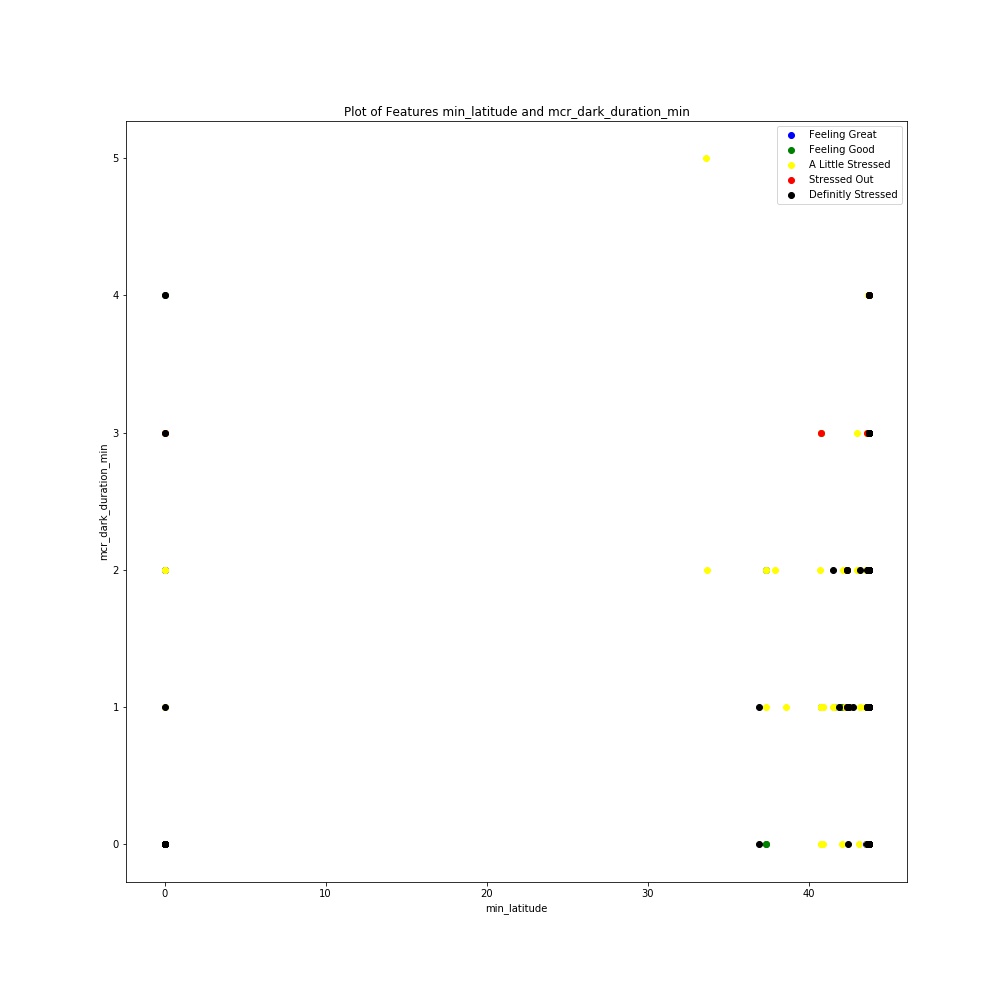 Plot of Features min_latitude and mcr_dark_duration_min
Feeling Great
Feeling Good
A Little Stressed
Stressed Out
Definitly Stressed
5
4
3
2
1
0
mcr_dark_duration_min
0 10 20 30 40
min_latitude